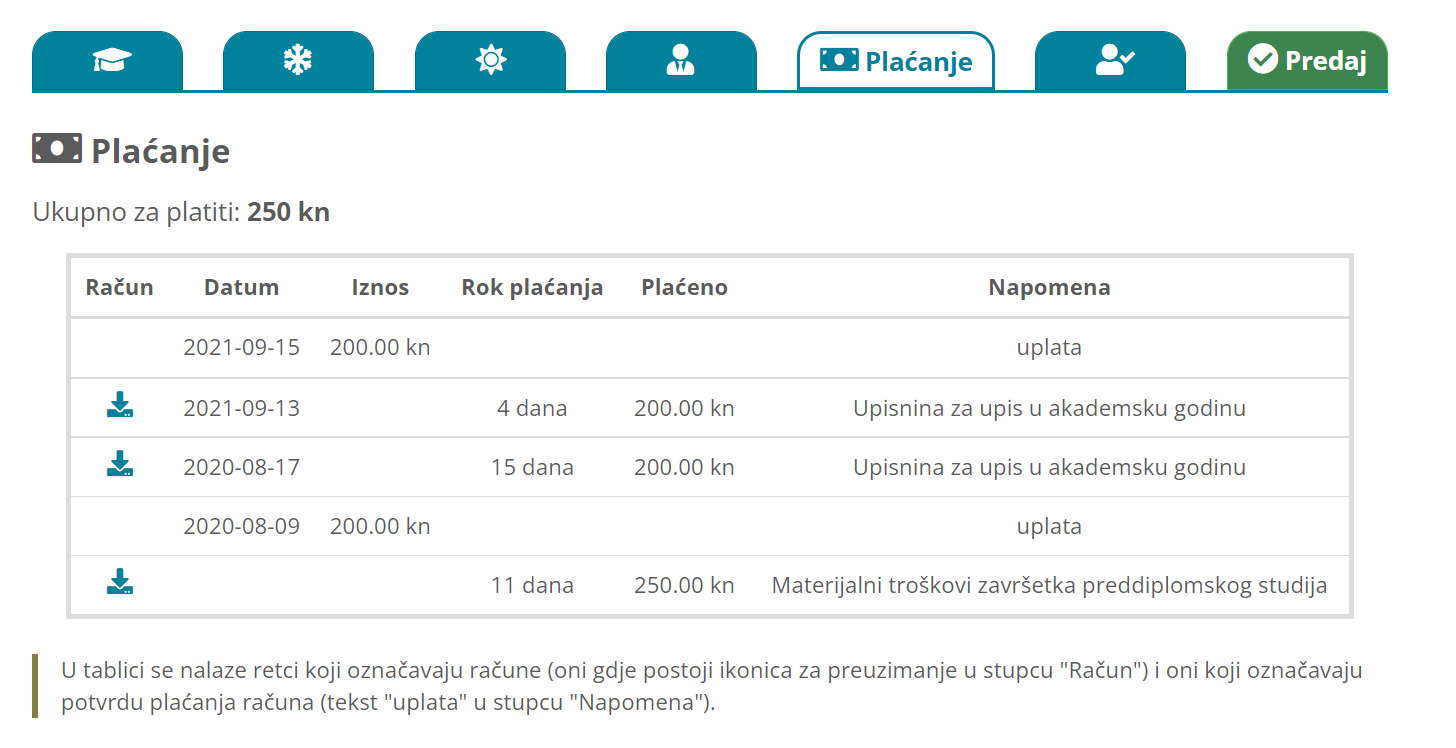 Plaćanje Predaj
Plaćanje
Ukupno za platiti: 250 kn
Račun Datum Iznos Rok plaćanja Plaćeno Napomena
2021-09-15 200.00 kn uplata
2021-09-13 4 dana 200.00 kn Upisnina za upis u akademsku godinu
2020-08-17 15 dana 200.00 kn Upisnina za upis u akademsku godinu
2020-08-09 200.00 kn uplata
11 dana 250.00 kn Materijalni troškovi završetka preddiplomskog studija
U tablici se nalaze retci koji označavaju račune (oni gdje postoji ikonica za preuzimanje u stupcu "Račun") i oni koji označavaju
potvrdu plaćanja računa (tekst "uplata" u stupcu "Napomena").